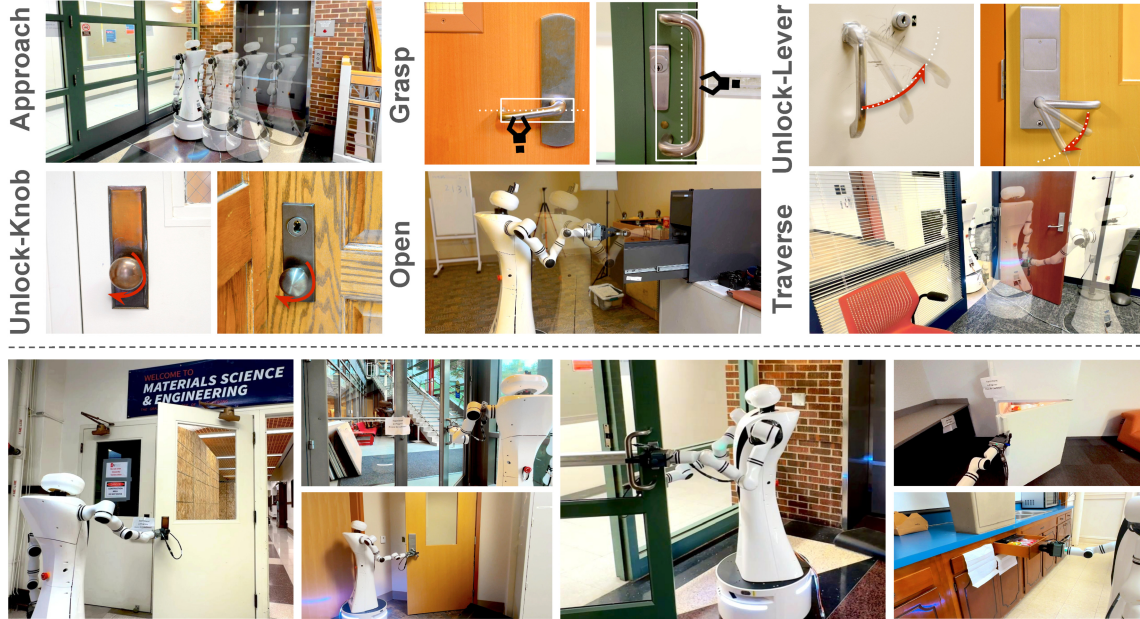 Approach
Grasp
Unlock-Lever
Unlock-Knob
Open
Traverse
WELCOME TO
MATERIALS SCIENCE
& ENGINEERING